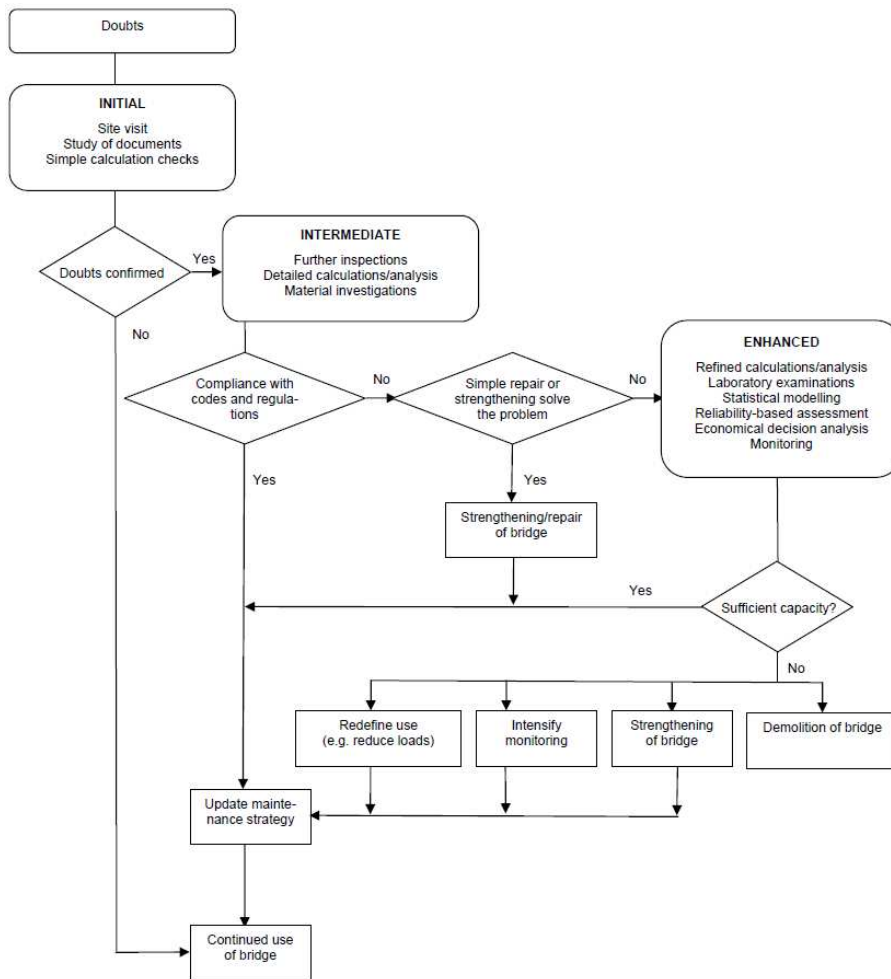 Doubts
INITIAL
Site visit
Study of documents
Simple calculation checks
Doubts confirmed
Yes
No
INTERMEDIATE
Further inspections
Detailed calculations/analysis
Material investigations
Compliance with
codes and regula-
tions
No
Yes
Simple repair or
strengthening solve
the problem
No
Yes
ENHANCED
Refined calculations/analysis
Laboratory examinations
Statistical modelling
Reliability-based assessment
Economical decision analysis
Monitoring
Strengthening/repair
of bridge
Sufficient capacity?
Yes
No
Redefine use
(e.g. reduce loads)
Intensify
monitoring
Strengthening
of bridge
Demolition of bridge
Update mainte-
nance strategy
Continued use
of bridge